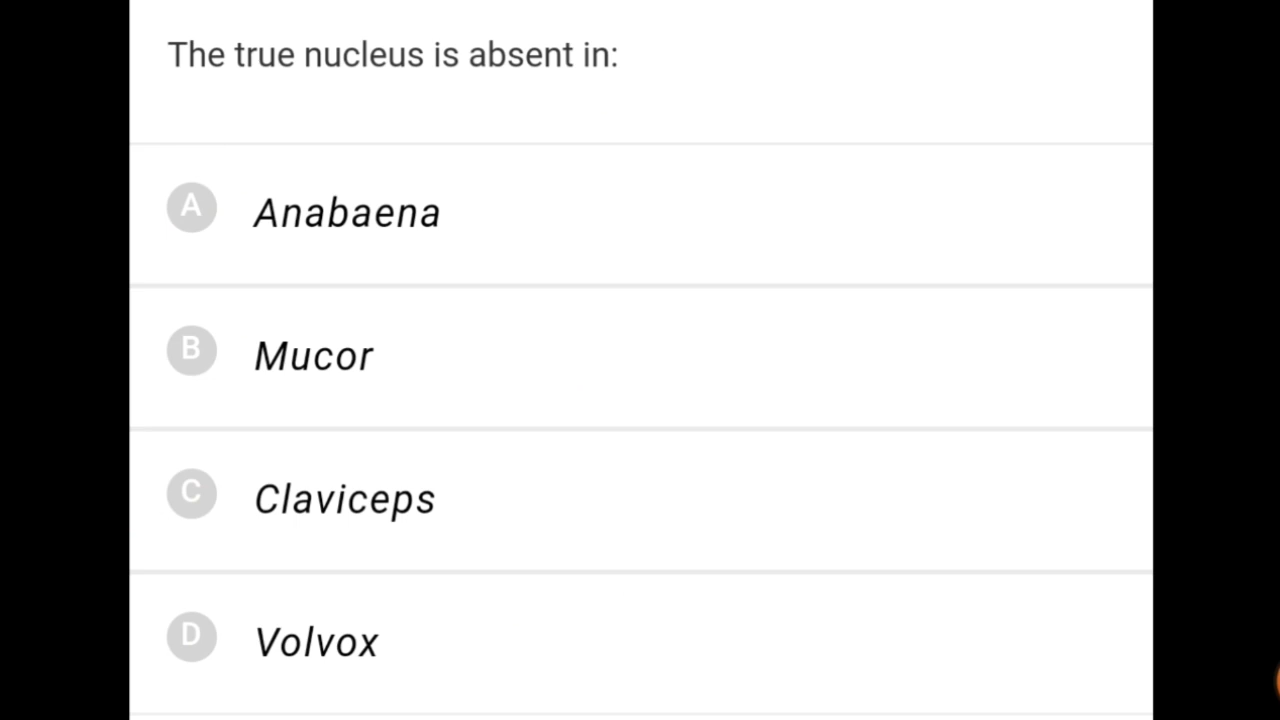 The true nucleus is absent in:
A Anabaena
B Mucor
C Claviceps
D Volvox